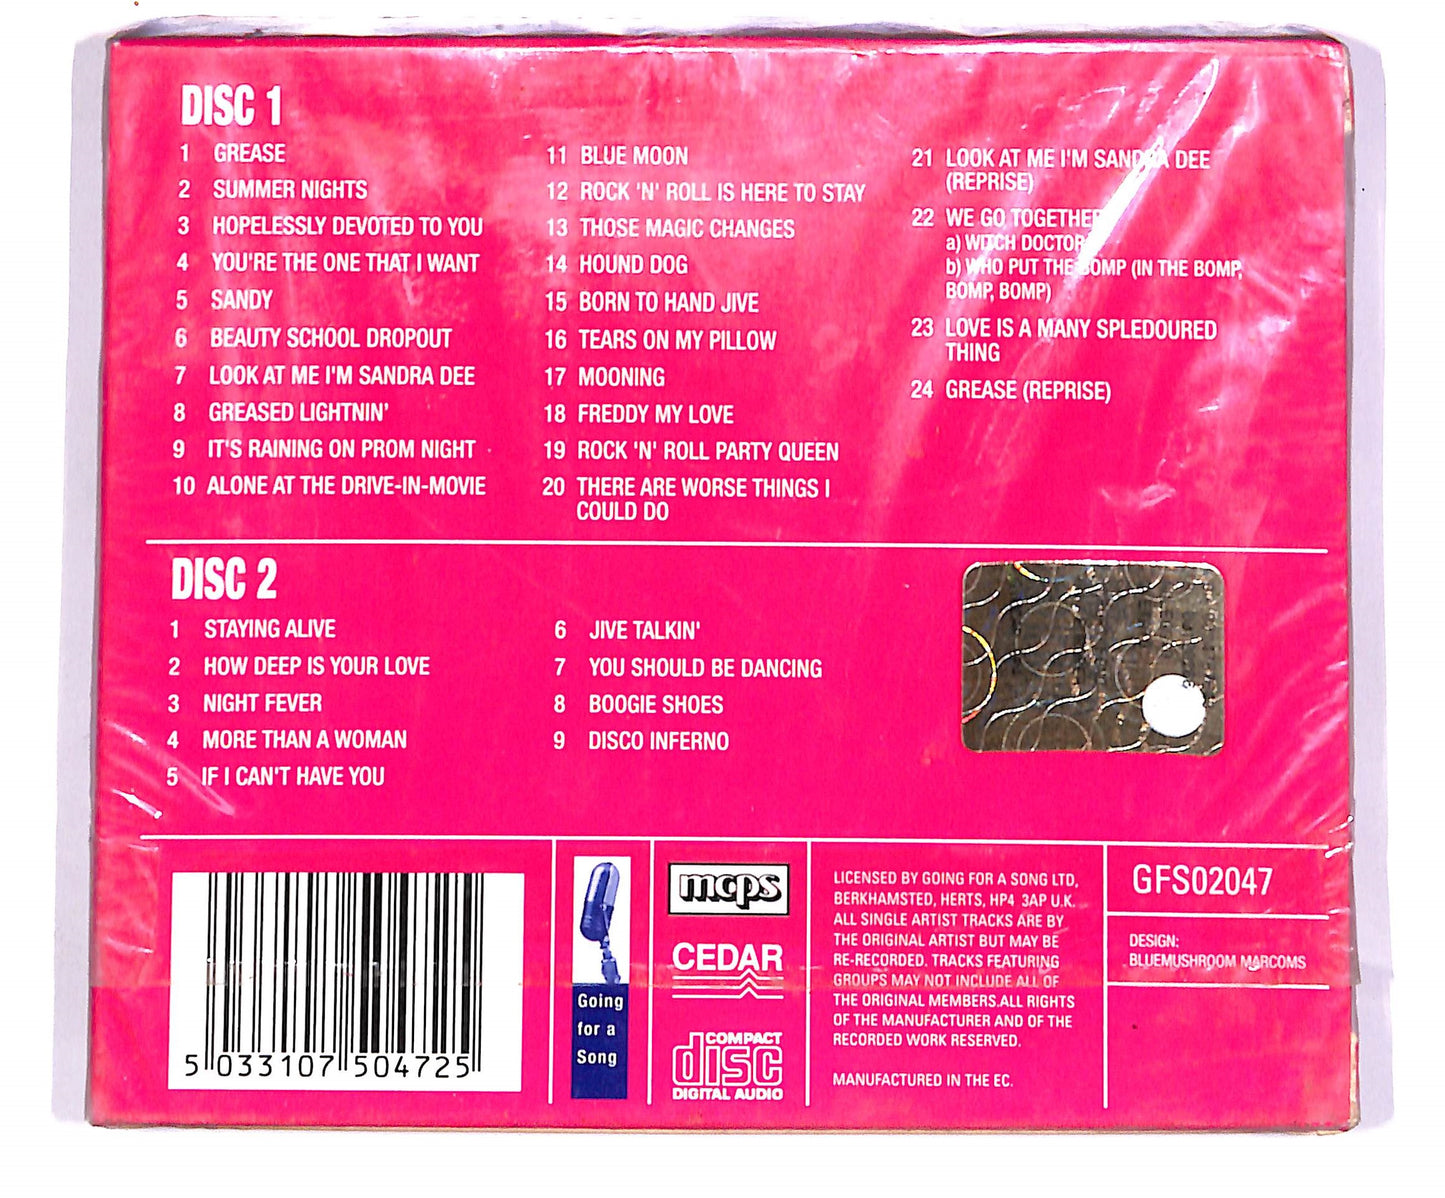 DISC 1
1 GREASE
2 SUMMER NIGHTS
3 HOPELESSLY DEVOTED TO YOU
4 YOU'RE THE ONE THAT I WANT
5 SANDY
6 BEAUTY SCHOOL DROPOUT
7 LOOK AT ME I'M SANDRA DEE
8 GREASED LIGHTNIN'
9 IT'S RAINING ON PROM NIGHT
10 ALONE AT THE DRIVE-IN-MOVIE
11 BLUE MOON
12 ROCK 'N' ROLL IS HERE TO STAY
13 THOSE MAGIC CHANGES
14 HOUND DOG
15 BORN TO HAND JIVE
16 TEARS ON MY PILLOW
17 MOONING
18 FREDDY MY LOVE
19 ROCK 'N' ROLL PARTY QUEEN
20 THERE ARE WORSE THINGS I
COULD DO
21 LOOK AT ME I'M SANDRA DEE
(REPRISE)
22 WE GO TOGETHER
a) WITCH DOCTOR
b) WHO PUT THE BOMP (IN THE BOMP,
BOMP, BOMP)
23 LOVE IS A MANY SPLEDOURED
THING
24 GREASE (REPRISE)
DISC 2
1 STAYING ALIVE
2 HOW DEEP IS YOUR LOVE
3 NIGHT FEVER
4 MORE THAN A WOMAN
5 IF I CAN'T HAVE YOU
6 JIVE TALKIN'
7 YOU SHOULD BE DANCING
8 BOOGIE SHOES
9 DISCO INFERNO
5 033107 504725
Going
for a
Song
mcps
CEDAR
COMPACT
disc
DIGITAL AUDIO
LICENSED BY GOING FOR A SONG LTD,
BERKHAMSTED, HERTS, HP4 3AP U.K.
ALL SINGLE ARTIST TRACKS ARE BY
THE ORIGINAL ARTIST BUT MAY BE
RE-RECORDED. TRACKS FEATURING
GROUPS MAY NOT INCLUDE ALL OF
THE ORIGINAL MEMBERS.ALL RIGHTS
OF THE MANUFACTURER AND OF THE
RECORDED WORK RESERVED.
MANUFACTURED IN THE EC.
GFS02047
DESIGN:
BLUEMUSHROOM MARCOMS